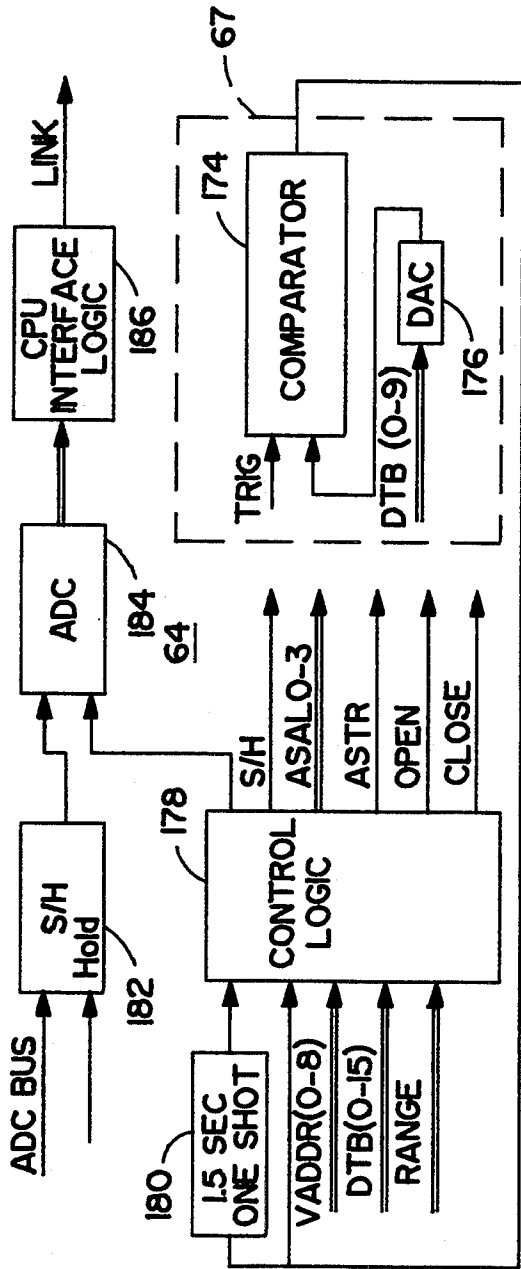 ADC BUS
S/H
Hold
182
ADC
184
64
CPU
INTERFACE
LOGIC
186
LINK
180
1.5 SEC
ONE SHOT
VADDR(0-8)
DTB(0-15)
RANGE
178
CONTROL
LOGIC
S/H
ASAL0-3
ASTR
OPEN
CLOSE
67
174
TRIG
COMPARATOR
DTB (0-9)
DAC
176